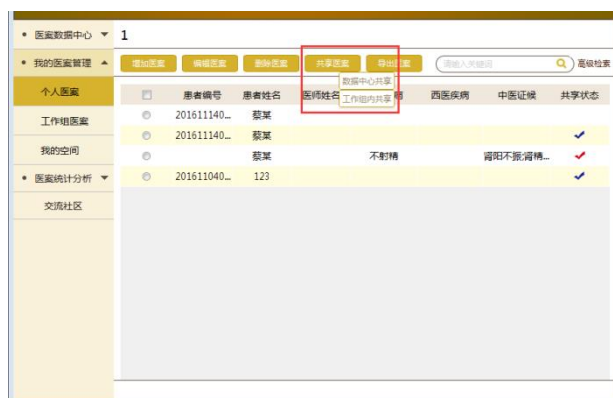 医案数据中心
1
我的医案管理
增加医案 编辑医案 删除医案 共享医案 导出医案 请输入关键词 高级检索
数据中心共享
工作组内共享
个人医案
患者编号 患者姓名 医师姓名 西医疾病 中医证候 共享状态
201611140... 蔡某
工作组医案
201611140... 蔡某
我的空间
蔡某 不射精 肾阳不振;肾精...
医案统计分析
201611040... 123
交流社区